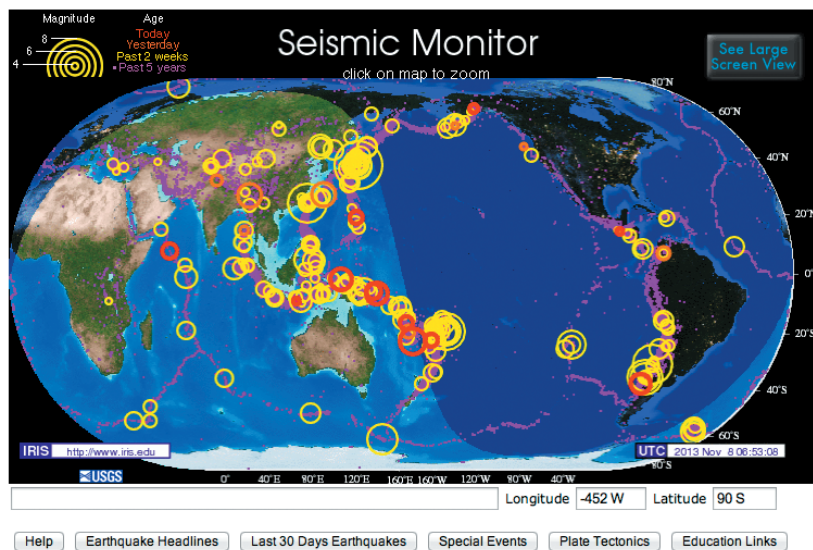 Magnitude
8
6
4
Age
Today
Yesterday
Past 2 weeks
Past 5 years
Seismic Monitor
click on map to zoom
See Large
Screen View
80°N
60°N
40°N
20°N
0°
20°S
40°S
60°S
80°S
IRIS http://www.iris.edu
UTC 2013 Nov 8 06:53:08
USGS
0° 40°E 80°E 120°E 160°E 160°W 120°W 80°W 40°W
Longitude -452 W Latitude 90 S
Help Earthquake Headlines Last 30 Days Earthquakes Special Events Plate Tectonics Education Links